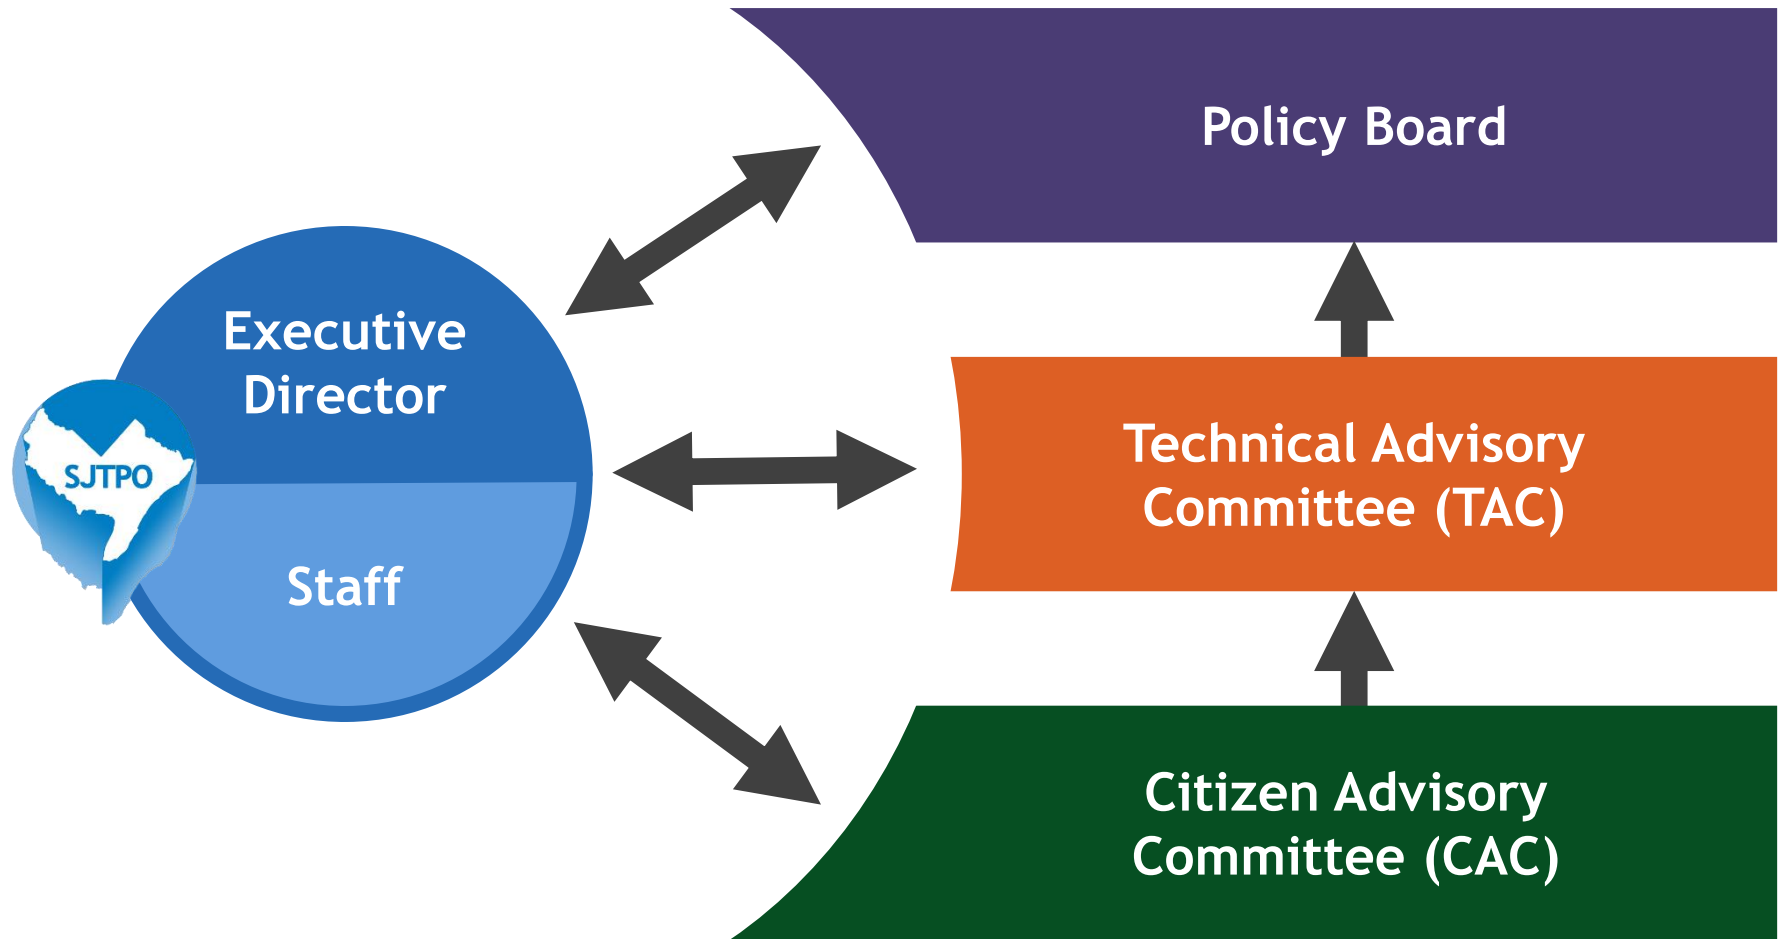 Policy Board
Executive
Director
SJTPO
Staff
Technical Advisory
Committee (TAC)
Citizen Advisory
Committee (CAC)